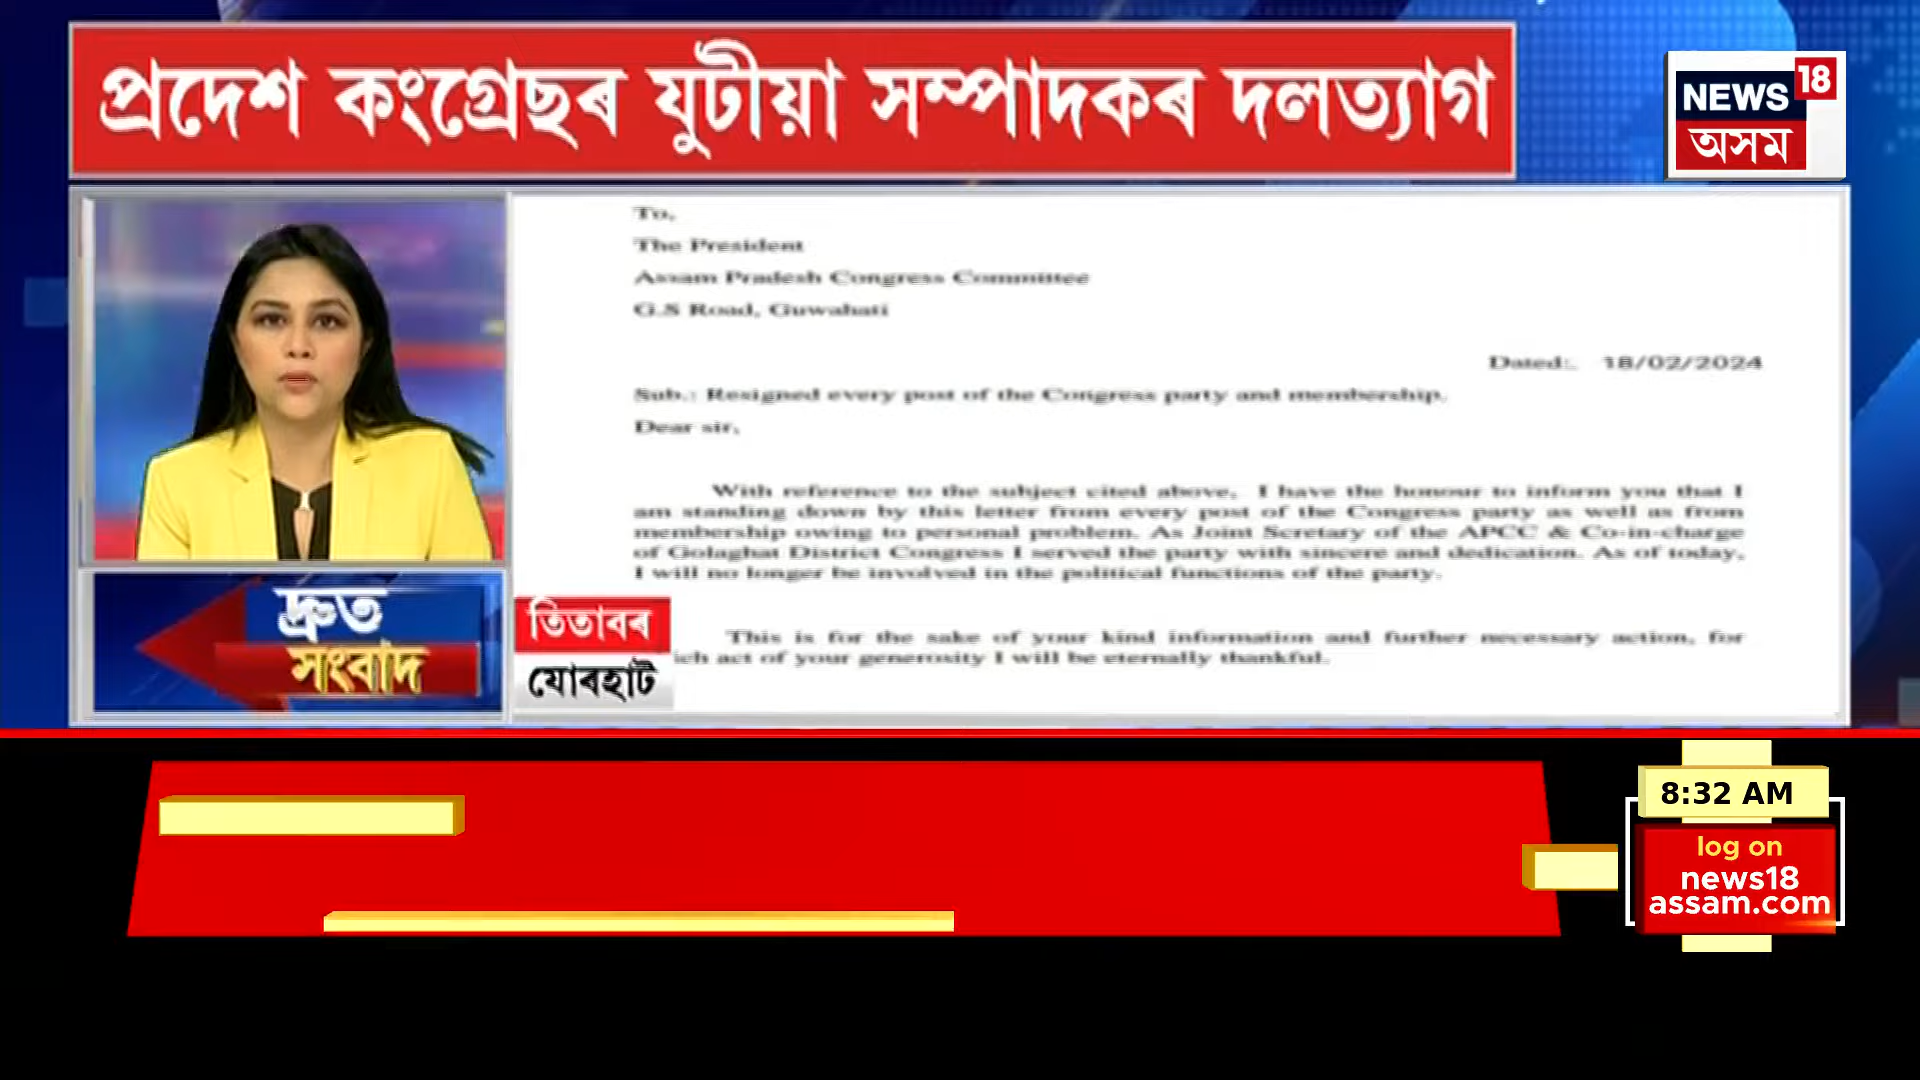 প্ৰদেশ কংগ্ৰেছৰ যুটীয়া সম্পাদকৰ দলত্যাগ
NEWS 18
অসম
To,
The President
Assam Pradesh Congress Committee
G.S Road, Guwahati
Dated:. 18/02/2024
Sub.: Resigned every post of the Congress party and membership.
Dear sir,
With reference to the subject cited above, I have the honour to inform you that I
am standing down by this letter from every post of the Congress party as well as from
membership owing to personal problem. As Joint Scretary of the APCC & Co-in-charge
of Golaghat District Congress I served the party with sincere and dedication. As of today,
I will no longer be involved in the political functions of the party.
This is for the sake of your kind information and further necessary action, for
ich act of your generosity I will be eternally thankful.
দ্ৰুত
সংবাদ
তিতাবৰ
যোৰহাট
8:32 AM
log on
news18
assam.com